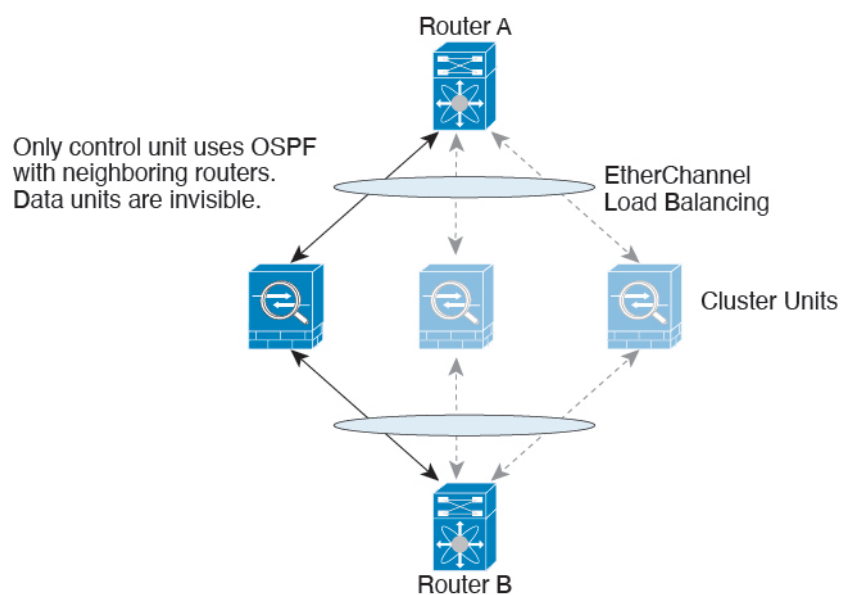 Router A
Only control unit uses OSPF
with neighboring routers.
Data units are invisible.
EtherChannel
Load Balancing
Cluster Units
Router B